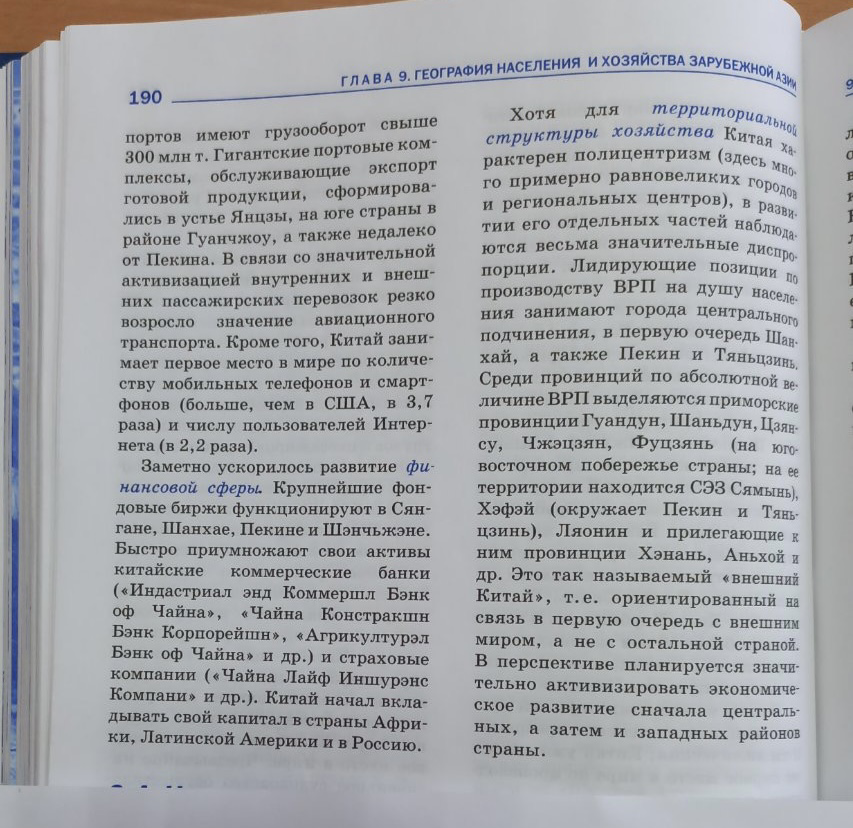 190
ГЛАВА 9. ГЕОГРАФИЯ НАСЕЛЕНИЯ И ХОЗЯЙСТВА ЗАРУБЕЖНОЙ АЗИИ
портов имеют грузооборот свыше
300 млн т. Гигантские портовые ком-
плексы, обслуживающие экспорт
готовой продукции, сформирова-
лись в устье Янцзы, на юге страны в
районе Гуанчжоу, а также недалеко
от Пекина. В связи со значительной
активизацией внутренних и внеш-
них пассажирских перевозок резко
возросло значение авиационного
транспорта. Кроме того, Китай зани-
мает первое место в мире по количе-
ству мобильных телефонов и смарт-
фонов (больше, чем в США, в 3,7
раза) и числу пользователей Интер-
нета (в 2,2 раза).
Заметно ускорилось развитие фи-
нансовой сферы. Крупнейшие фон-
довые биржи функционируют в Сян-
гане, Шанхае, Пекине и Шэнчьжэне.
Быстро приумножают свои активы
китайские коммерческие банки
(«Индастриал энд Коммершл Бэнк
оф Чайна», «Чайна Констракшн
Бэнк Корпорейшн», «Агрикултурэл
Бэнк оф Чайна» и др.) и страховые
компании («Чайна Лайф Иншурэнс
Компани» и др.). Китай начал вкла-
дывать свой капитал в страны Афри-
ки, Латинской Америки и в Россию.
Хотя для территориальной
структуры хозяйства Китая ха-
рактерен полицентризм (здесь мно-
го примерно равновеликих городов
и региональных центров), в разви-
тии его отдельных частей наблюда-
ются весьма значительные диспро-
порции. Лидирующие позиции по
производству ВРП на душу населе-
ния занимают города центрального
подчинения, в первую очередь Шан-
хай, а также Пекин и Тяньцзинь.
Среди провинций по абсолютной ве-
личине ВРП выделяются приморские
провинции Гуандун, Шаньдун, Цзян-
су, Чжэцзян, Фуцзянь (на юго-
восточном побережье страны; на ее
территории находится СЭЗ Сямынь),
Хэфэй (окружает Пекин и Тянь-
цзинь), Ляонин и прилегающие к
ним провинции Хэнань, Аньхой и
др. Это так называемый «внешний
Китай», т. е. ориентированный на
связь в первую очередь с внешним
миром, а не с остальной страной.
В перспективе планируется значи-
тельно активизировать экономиче-
ское развитие сначала централь-
ных, а затем и западных районов
страны.